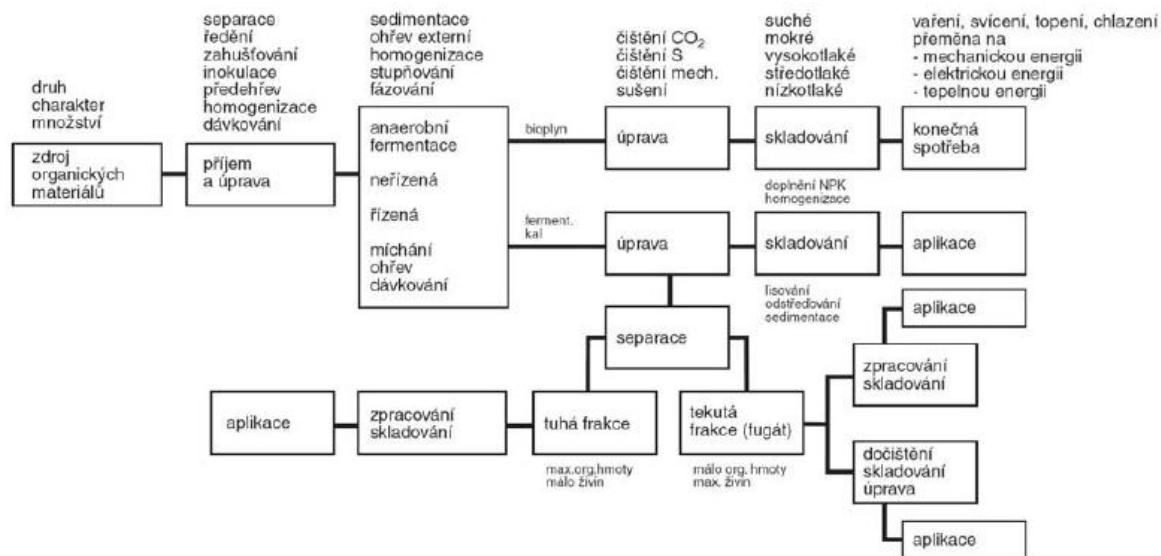 druh
charakter
množství
zdroj
organických
materiálů
separace
ředění
zahušťování
inokulace
předehřev
homogenizace
dávkování
příjem
a úprava
sedimentace
ohřev externí
homogenizace
stupňování
fázování
anaerobní
fermentace
neřízená
řízená
míchání
ohřev
dávkování
bioplyn
čištění CO₂
čištění S
čištění mech.
sušení
úprava
suché
mokré
vysokotlaké
středotlaké
nízkotlaké
skladování
vaření, svícení, topení, chlazení
přeměna na
- mechanickou energii
- elektrickou energii
- tepelnou energii
konečná
spotřeba
ferment.
kal
úprava
doplnění NPK
homogenizace
skladování
aplikace
lisování
odstřeďování
sedimentace
separace
aplikace
zpracování
skladování
tuhá frakce
max.org.hmoty
málo živin
tekutá
frakce (fugát)
málo org. hmoty
max. živin
aplikace
zpracování
skladování
dočištění
skladování
úprava
aplikace